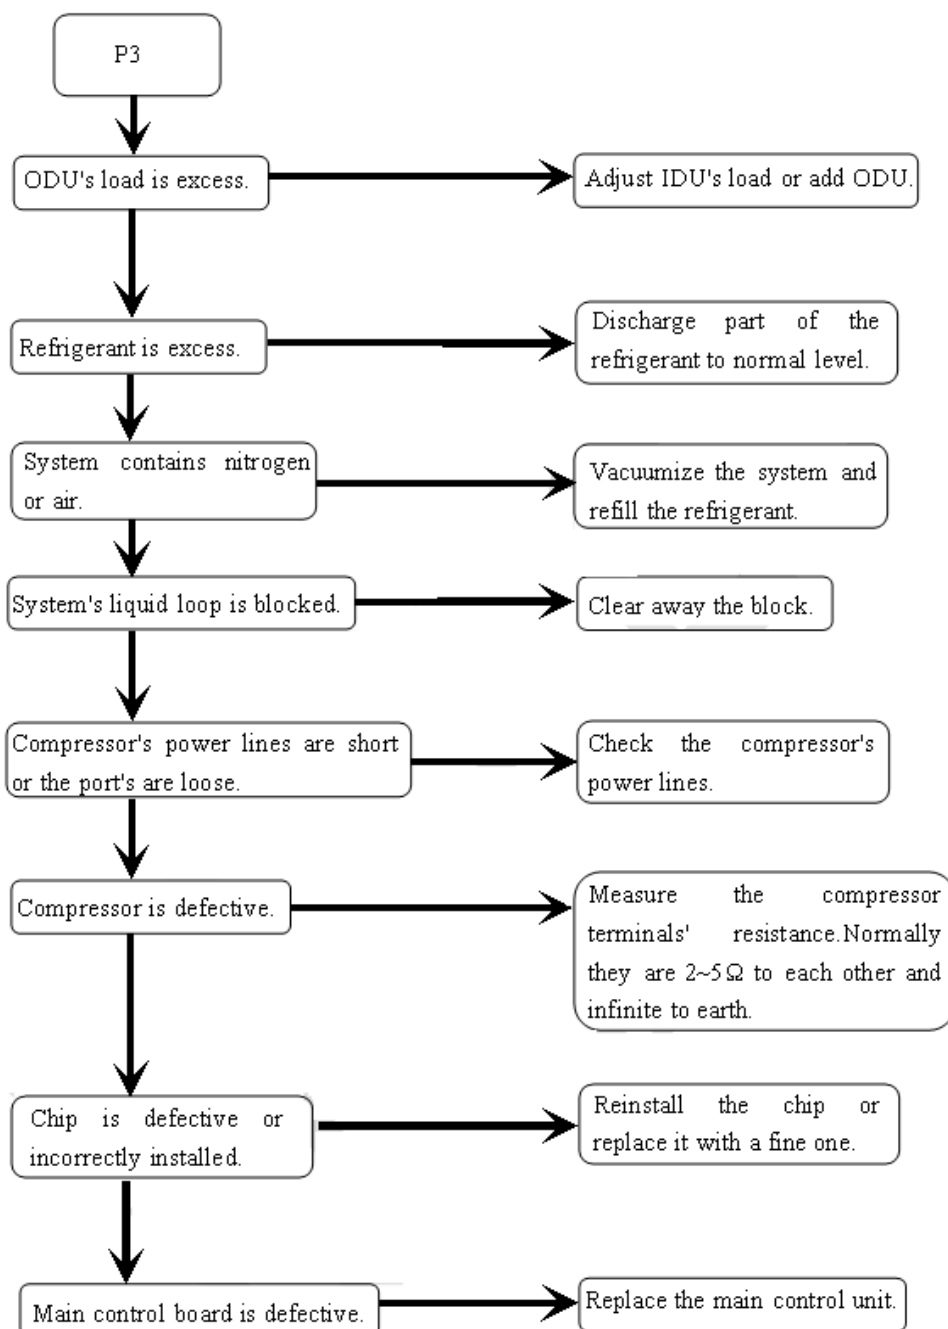 P3
ODU's load is excess.
Adjust IDU's load or add ODU.
Refrigerant is excess.
Discharge part of the
refrigerant to normal level.
System contains nitrogen
or air.
Vacuumize the system and
refill the refrigerant.
System's liquid loop is blocked.
Clear away the block.
Compressor's power lines are short
or the port's are loose.
Check the compressor's
power lines.
Compressor is defective.
Measure the compressor
terminals' resistance.Normally
they are 2~5Ω to each other and
infinite to earth.
Chip is defective or
incorrectly installed.
Reinstall the chip or
replace it with a fine one.
Main control board is defective.
Replace the main control unit.